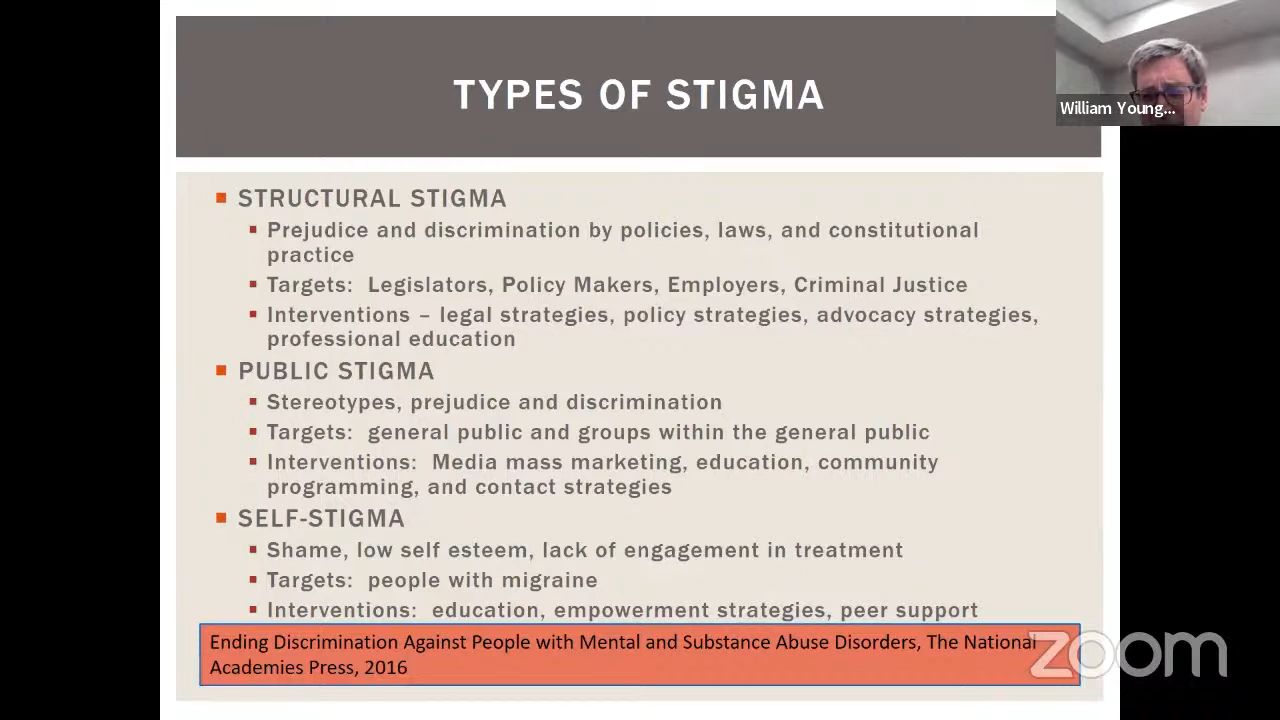 TYPES OF STIGMA
William Young...
STRUCTURAL STIGMA
Prejudice and discrimination by policies, laws, and constitutional
practice
Targets: Legislators, Policy Makers, Employers, Criminal Justice
Interventions – legal strategies, policy strategies, advocacy strategies,
professional education
PUBLIC STIGMA
Stereotypes, prejudice and discrimination
Targets: general public and groups within the general public
Interventions: Media mass marketing, education, community
programming, and contact strategies
SELF-STIGMA
Shame, low self esteem, lack of engagement in treatment
Targets: people with migraine
Interventions: education, empowerment strategies, peer support
Ending Discrimination Against People with Mental and Substance Abuse Disorders, The National
Academies Press, 2016
zoom